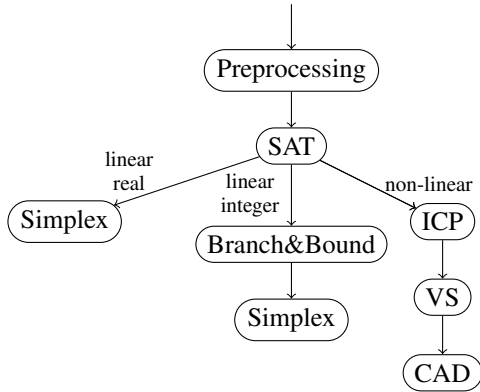 Preprocessing
SAT
linear
real
linear
integer
non-linear
Simplex
Branch&Bound
ICP
Simplex
VS
CAD